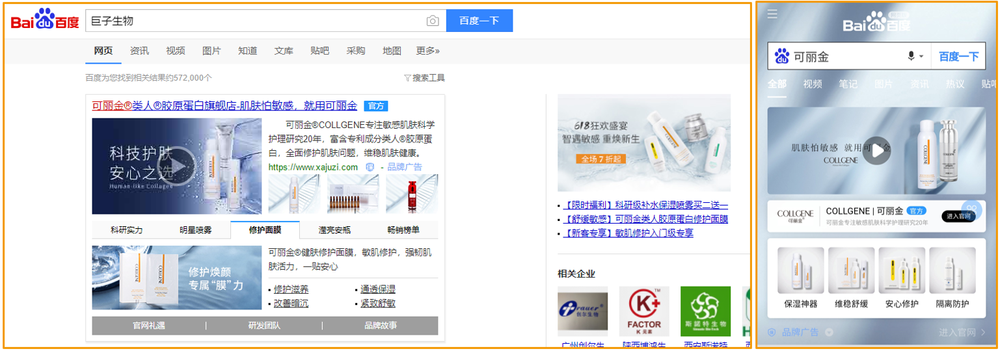 Bai du 百度
巨子生物
百度一下
网页 资讯 视频 图片 知道 文库 贴吧 采购 地图 更多»
百度为您找到相关结果约572,000个
搜索工具
可丽金®类人®胶原蛋白旗舰店-肌肤怕敏感，就用可丽金 官方
科技护肤
安心之选
Human-like Collagen
可丽金®COLLGENE专注敏感肌肤科学
护理研究20年，富含专利成分类人®胶原蛋
白，全面修护肌肤问题，维稳肌肤健康。
https://www.xajuzi.com 保 - 品牌广告
科研实力 明星喷雾 修护面膜 滢亮安瓶 畅销榜单
修护焕颜
专属“膜”力
可丽金®健肤修护面膜，敏肌修护，强韧肌
肤活力，一贴安心
修护滋养 通透保湿
改善暗沉 紧致舒敏
官网礼遇 | 研发团队 | 品牌故事
618狂欢盛宴
智遇敏感 重焕新生
全场 7 折起
【限时福利】科研级补水保湿喷雾买二送一
【舒缓敏感】可丽金类人胶原蛋白修护面膜
【新客专享】敏肌修护入门级专享
相关企业
Trauer®
创尔生物
K
TM
FACTOR
K 元素
斯諾特生物
广州创尔生 陕西博鸿生 西安斯诺特
Bai du 百度
du 可丽金
百度一下
全部 视频 笔记 图片 资讯 热议 贴吧
肌肤怕敏感 就用可丽金
COLLGENE
COLLGENE
可丽金®
COLLGENE | 可丽金 官方
可丽金专注敏感肌肤科学护理研究20年
进入官网
保湿神器 维稳舒缓 安心修护 隔离防护
保 品牌广告
进入官网